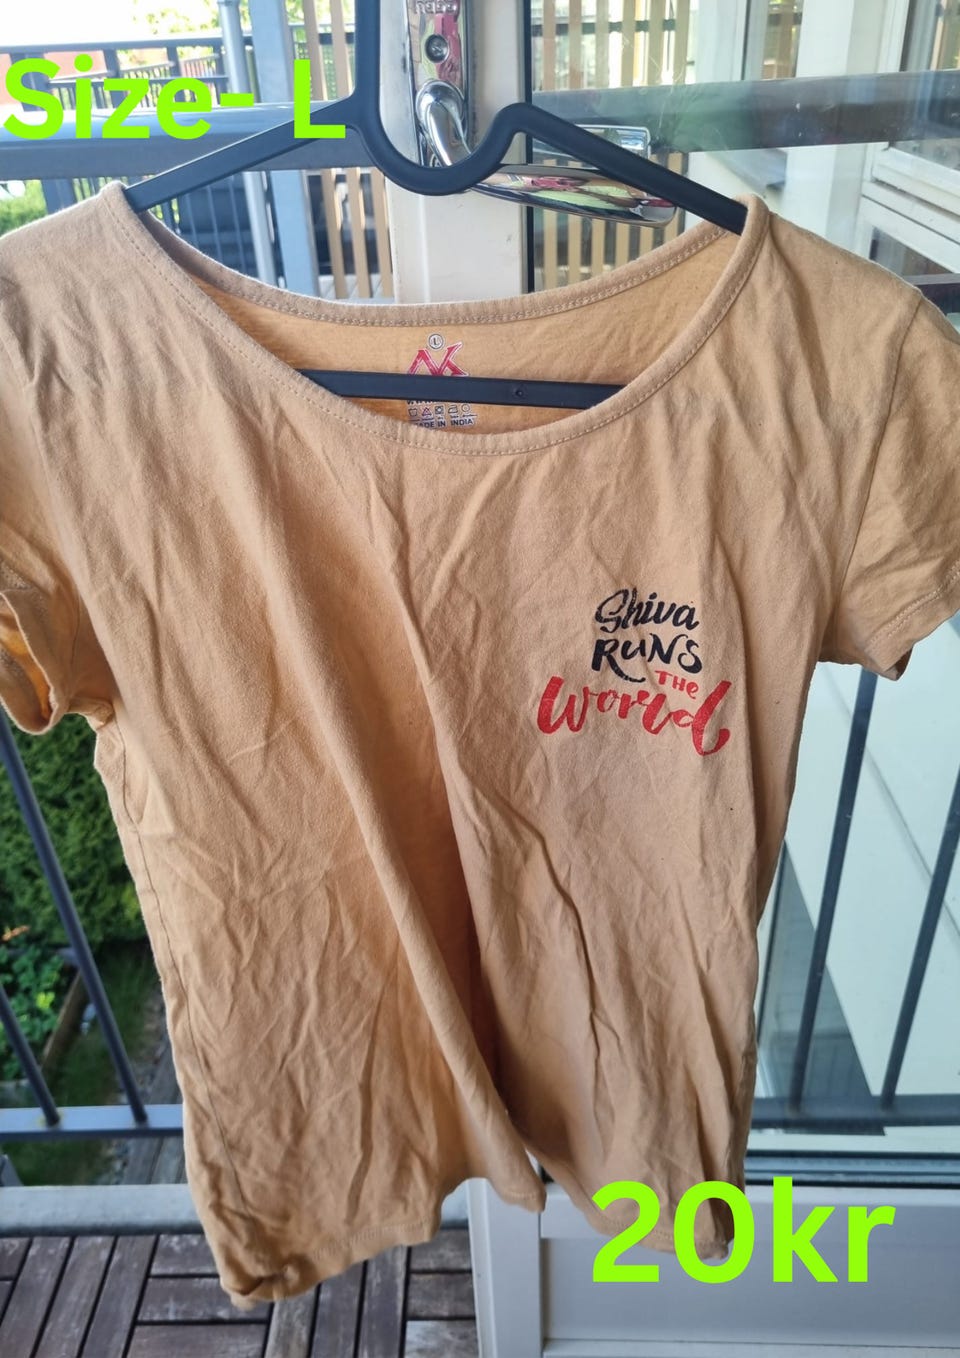 Size- L
L
MADE IN INDIA
Shiva
RUNS
THE
World
20kr